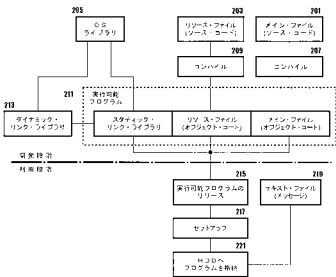 205
OS
ライブラリ
203
リソース・ファイル
(ソース・コード)
201
メイン・ファイル
(ソース・コード)
209
コンパイル
207
コンパイル
211
実行可能
プログラム
213
ダイナミック・
リンク・ライブラリ
スタティック・
リンク・ライブラリ
リソース・ファイル
(オブジェクト・コード)
メイン・ファイル
(オブジェクト・コード)
開発段階
利用段階
215
実行可能プログラムの
リリース
219
テキスト・ファイル
(メッセージ)
217
セットアップ
221
HDDへ
プログラムを格納